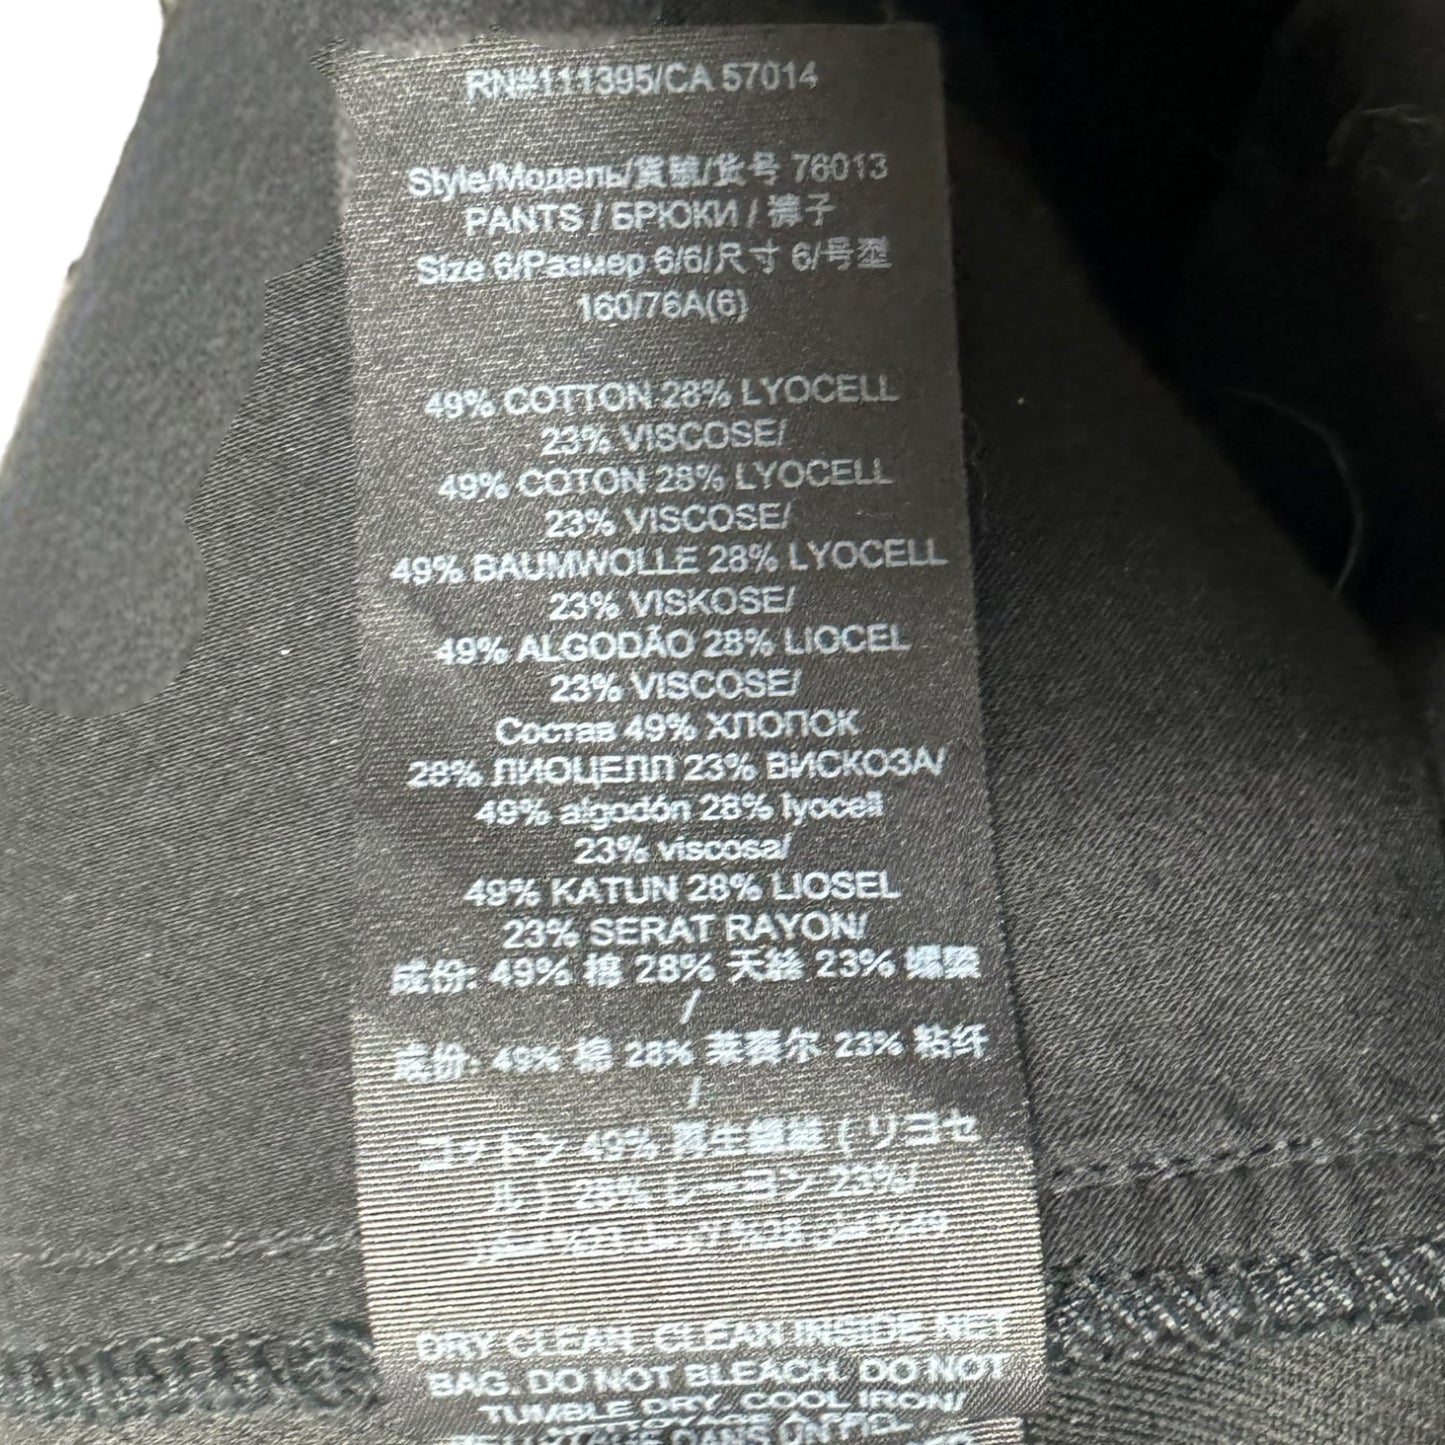 RN#111395/CA 57014
Style/Модель/貨號/货号 76013
PANTS / БРЮКИ / 褲子
Size 6/Размер 6/6/尺寸 6/号型
160/76A(6)
49% COTTON 28% LYOCELL
23% VISCOSE/
49% COTON 28% LYOCELL
23% VISCOSE/
49% BAUMWOLLE 28% LYOCELL
23% VISKOSE/
49% ALGODÃO 28% LIOCEL
23% VISCOSE/
Состав 49% ХЛОПОК
28% ЛИОЦЕЛЛ 23% ВИСКОЗА/
49% algodón 28% lyocell
23% viscosa/
49% KATUN 28% LIOSEL
23% SERAT RAYON/
成份: 49% 棉 28% 天絲 23% 嫘縈
/
成份: 49% 棉 28% 莱赛尔 23% 粘纤
/
コットン 49% 再生繊維 ( リヨセ
ル ) 28% レーヨン 23%/
DRY CLEAN. CLEAN INSIDE NET
BAG. DO NOT BLEACH. DO NOT
TUMBLE DRY. COOL IRON/